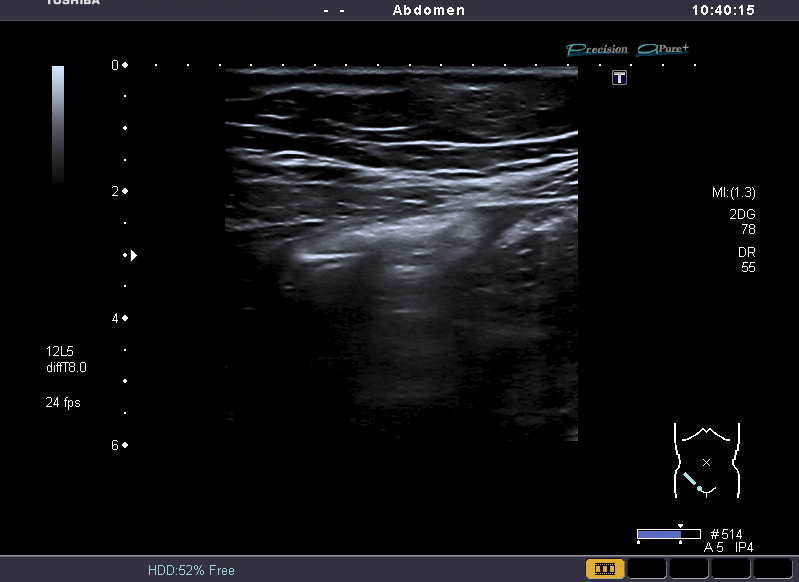 TOSHIBA
- - Abdomen 10:40:15
Precision APure+
T
0
2
4
6
MI:(1.3)
2DG
78
DR
55
12L5
diffT8.0
24 fps
#514
A 5 IP4
HDD:52% Free